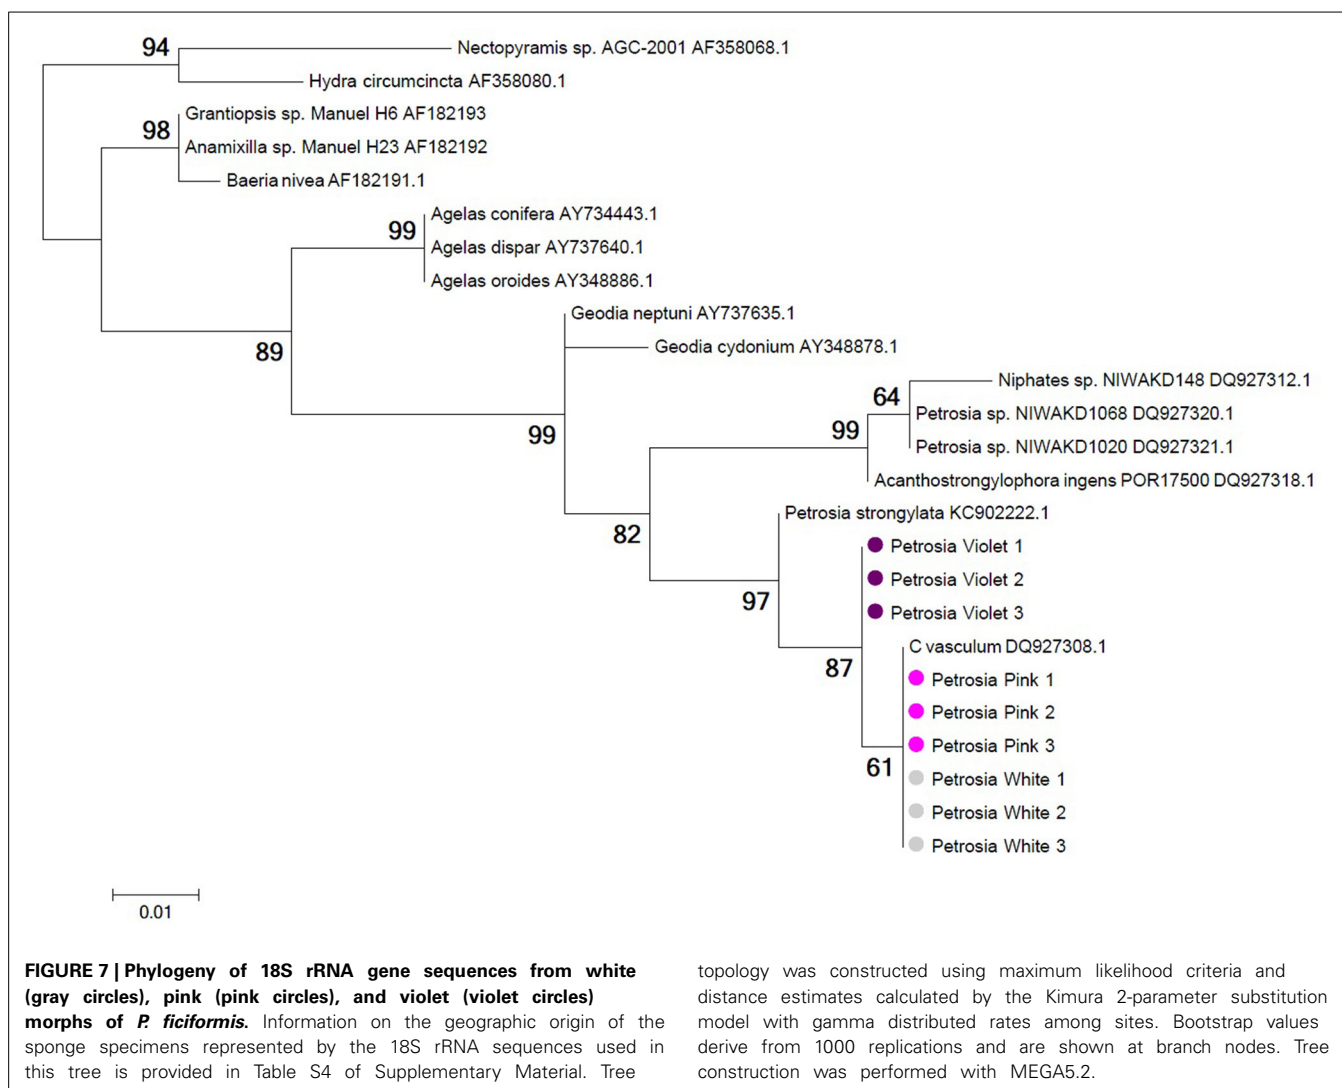 94
Nectopyramis sp. AGC-2001 AF358068.1
Hydra circumcincta AF358080.1
Grantiopsis sp. Manuel H6 AF182193
98
Anamixilla sp. Manuel H23 AF182192
Baeria nivea AF182191.1
Agelas conifera AY734443.1
99
Agelas dispar AY737640.1
Agelas oroides AY348886.1
Geodia neptuni AY737635.1
89
Geodia cydonium AY348878.1
Niphates sp. NIWAKD148 DQ927312.1
64
Petrosia sp. NIWAKD1068 DQ927320.1
99
99
Petrosia sp. NIWAKD1020 DQ927321.1
Acanthostrongylophora ingens POR17500 DQ927318.1
Petrosia strongylata KC902222.1
82
Petrosia Violet 1
Petrosia Violet 2
97
Petrosia Violet 3
C vasculum DQ927308.1
87
Petrosia Pink 1
Petrosia Pink 2
Petrosia Pink 3
61
Petrosia White 1
Petrosia White 2
Petrosia White 3
0.01
FIGURE 7 | Phylogeny of 18S rRNA gene sequences from white
(gray circles), pink (pink circles), and violet (violet circles)
morphs of P. ficiformis. Information on the geographic origin of the
sponge specimens represented by the 18S rRNA sequences used in
this tree is provided in Table S4 of Supplementary Material. Tree
topology was constructed using maximum likelihood criteria and
distance estimates calculated by the Kimura 2-parameter substitution
model with gamma distributed rates among sites. Bootstrap values
derive from 1000 replications and are shown at branch nodes. Tree
construction was performed with MEGA5.2.